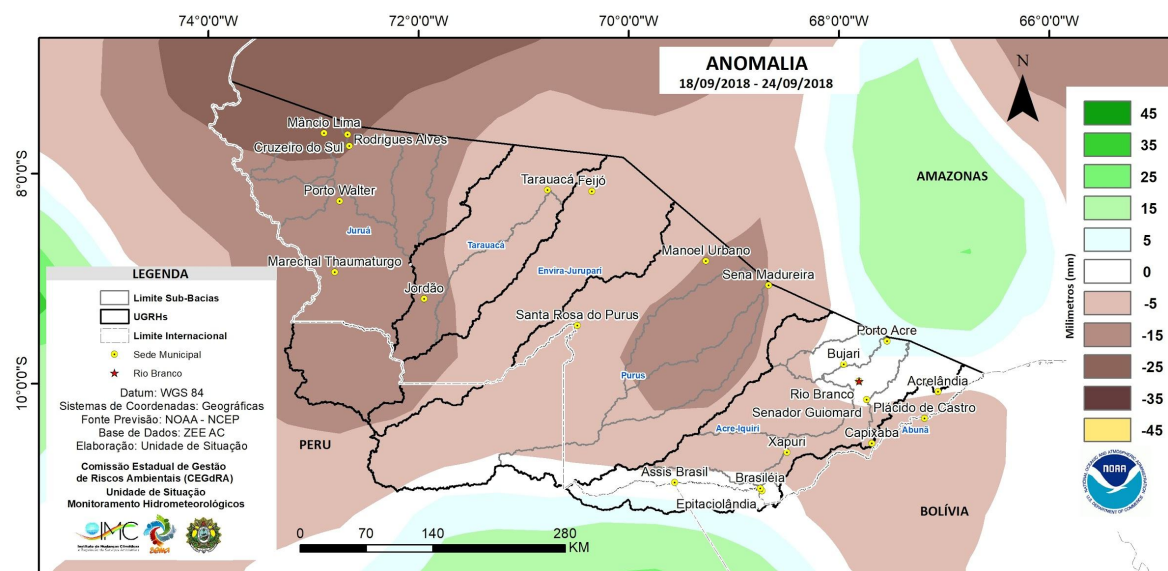 74°0'0"W
72°0'0"W
70°0'0"W
68°0'0"W
66°0'0"W
8°0'0"S
10°0'0"S
ANOMALIA
18/09/2018 - 24/09/2018
N
Milimetros (mm)
45
35
25
15
5
0
-5
-15
-25
-35
-45
AMAZONAS
PERU
BOLÍVIA
Mâncio Lima
Rodrigues Alves
Cruzeiro do Sul
Porto Walter
Juruá
Marechal Thaumaturgo
Jordão
Tarauacá
Feijó
Tarauacá
Envira-Jurupari
Manoel Urbano
Sena Madureira
Santa Rosa do Purus
Purus
Porto Acre
Bujari
Rio Branco
Acrelândia
Senador Guiomard
Plácido de Castro
Acre-Iquiri
Capixaba
Abunã
Xapuri
Assis Brasil
Brasiléia
Epitaciolândia
LEGENDA
Limite Sub-Bacias
UGRHs
Limite Internacional
Sede Municipal
Rio Branco
Datum: WGS 84
Sistemas de Coordenadas: Geográficas
Fonte Previsão: NOAA - NCEP
Base de Dados: ZEE AC
Elaboração: Unidade de Situação
Comissão Estadual de Gestão
de Riscos Ambientais (CEGdRA)
Unidade de Situação
Monitoramento Hidrometeorológicos
IMC
0
70
140
280
KM
NOAA